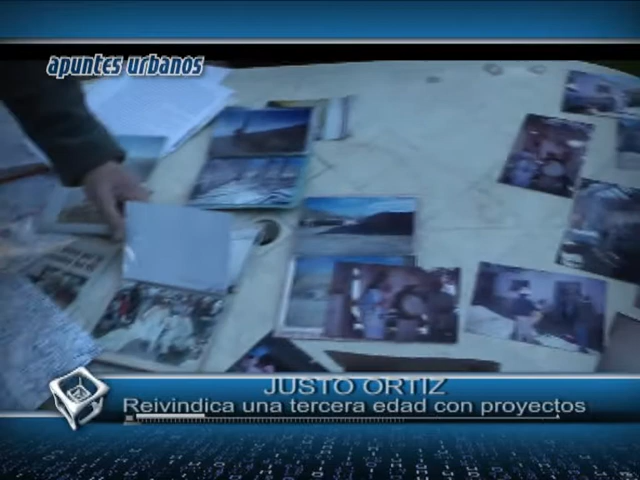 apuntes urbanos
JUSTO ORTIZ
Reivindica una tercera edad con proyectos